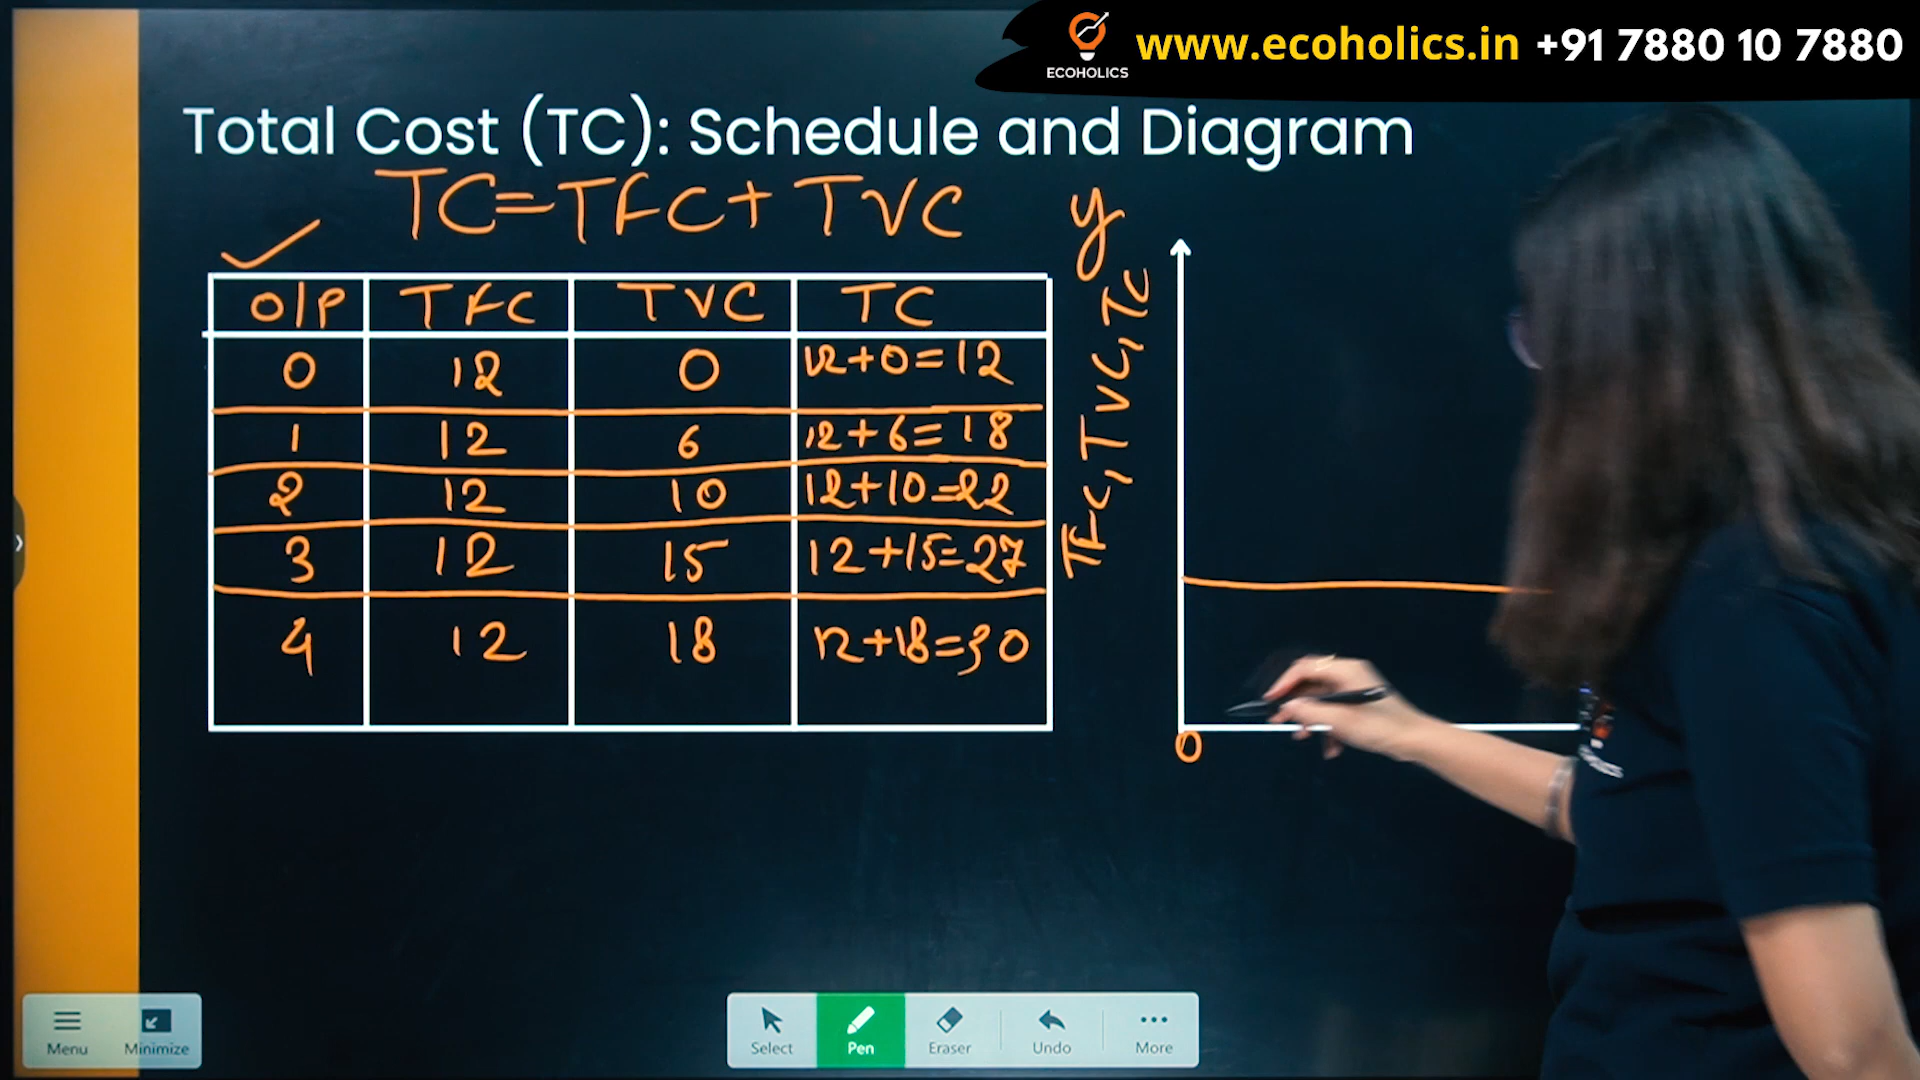 www.ecoholics.in +91 7880 10 7880
ECOHOLICS
Total Cost (TC): Schedule and Diagram
TC=TFC+TVC
y
O/P TFC TVC TC
0 12 0 12+0=12
1 12 6 12+6=18
2 12 10 12+10=22
3 12 15 12+15=27
4 12 18 12+18=30
TFC, TVC, TC
0
Menu Minimize Select Pen Eraser Undo More